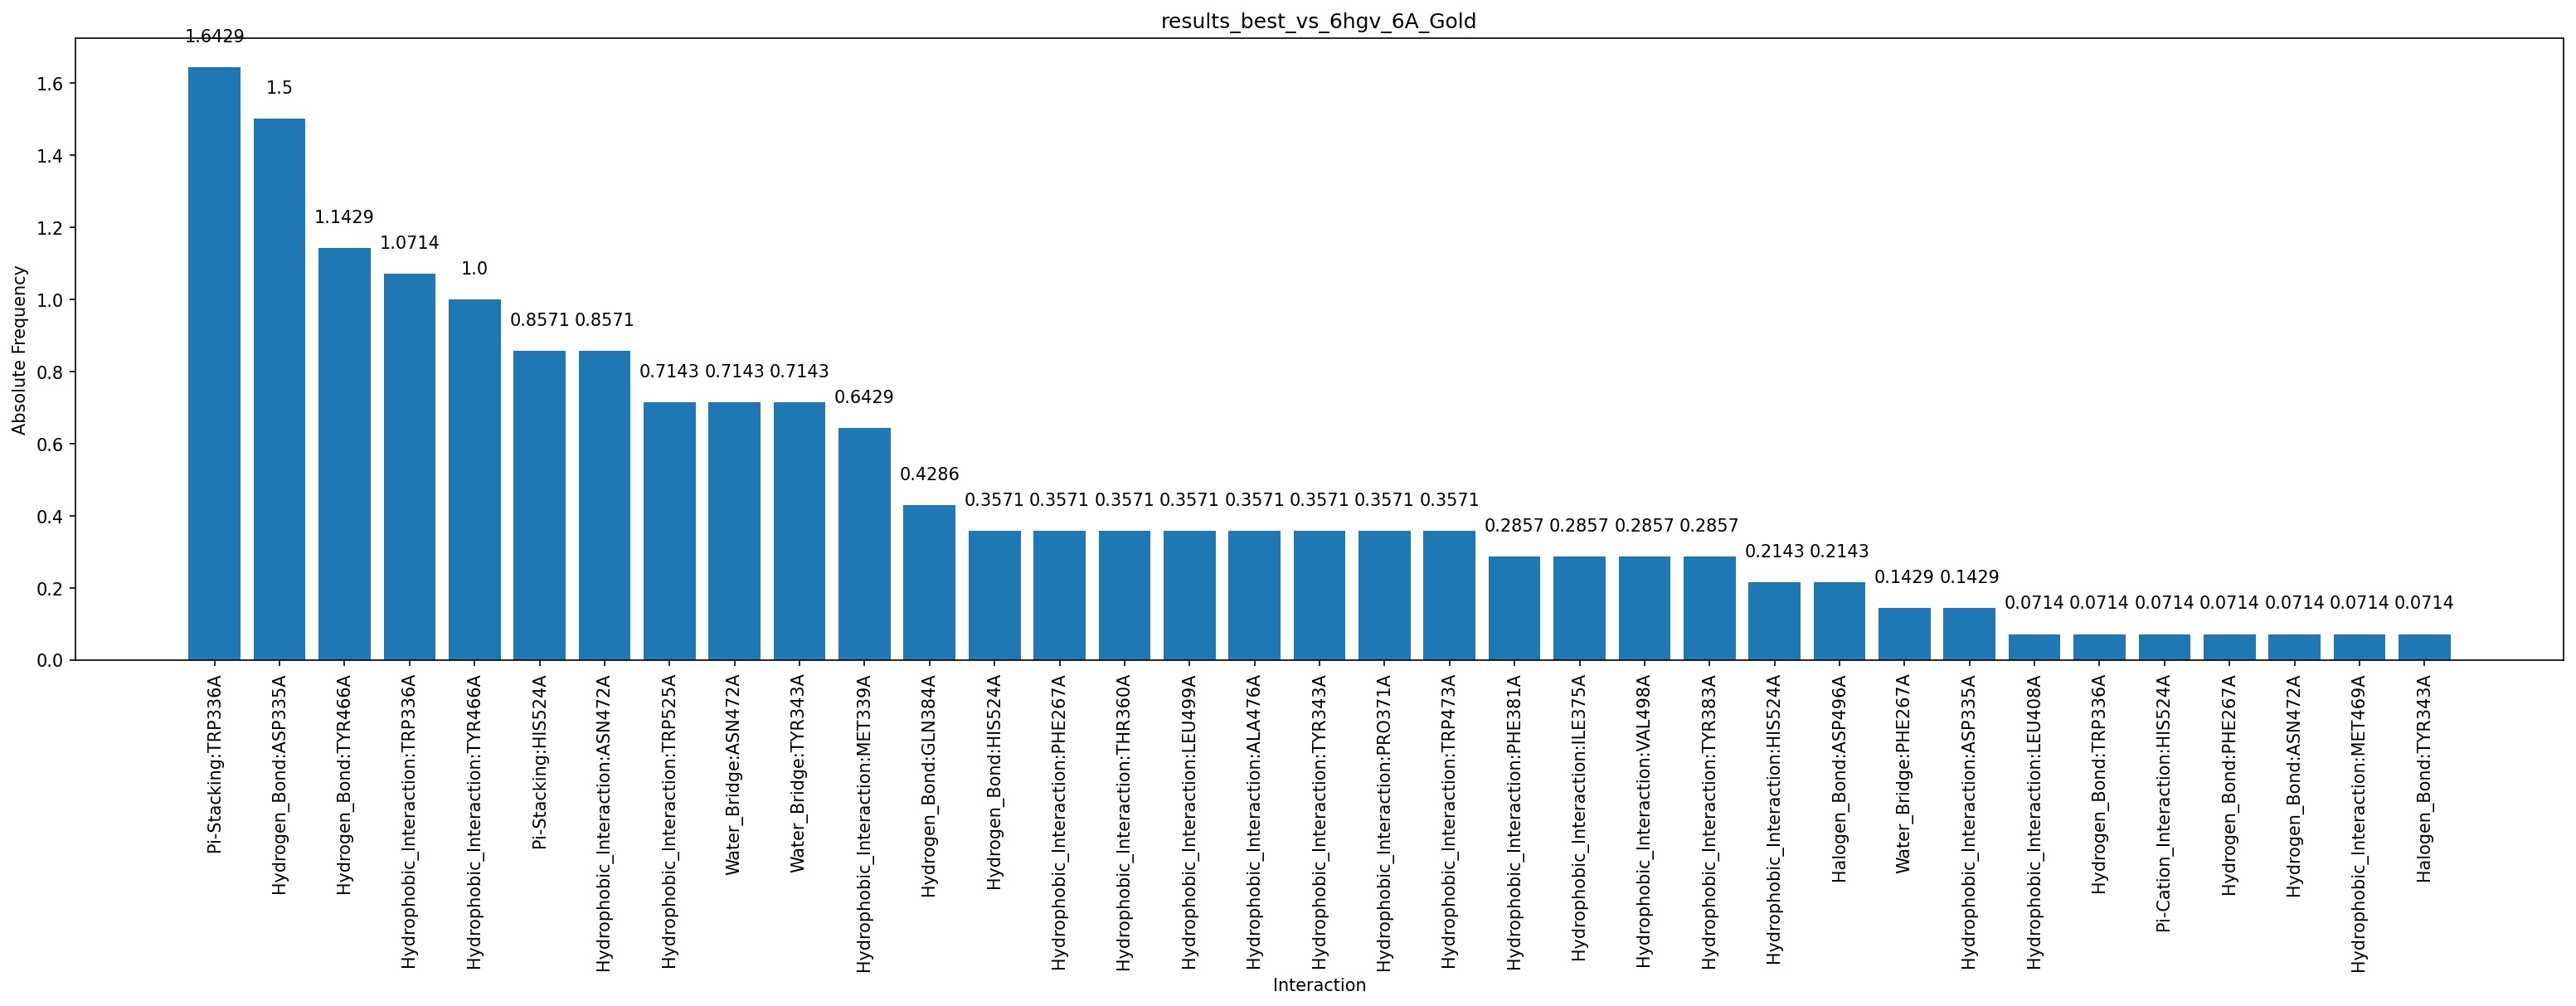 results_best_vs_6hgv_6A_Gold
Absolute Frequency
1.6
1.4
1.2
1.0
0.8
0.6
0.4
0.2
0.0
1.6429
1.5
1.1429
1.0714
1.0
0.8571 0.8571
0.7143 0.7143 0.7143
0.6429
0.4286
0.3571 0.3571 0.3571 0.3571 0.3571 0.3571 0.3571 0.3571
0.2857 0.2857 0.2857 0.2857
0.2143 0.2143
0.1429 0.1429
0.0714 0.0714 0.0714 0.0714 0.0714 0.0714 0.0714
Pi-Stacking:TRP336A
Hydrogen_Bond:ASP335A
Hydrogen_Bond:TYR466A
Hydrophobic_Interaction:TRP336A
Hydrophobic_Interaction:TYR466A
Pi-Stacking:HIS524A
Hydrophobic_Interaction:ASN472A
Hydrophobic_Interaction:TRP525A
Water_Bridge:ASN472A
Water_Bridge:TYR343A
Hydrophobic_Interaction:MET339A
Hydrogen_Bond:GLN384A
Hydrogen_Bond:HIS524A
Hydrophobic_Interaction:PHE267A
Hydrophobic_Interaction:THR360A
Hydrophobic_Interaction:LEU499A
Hydrophobic_Interaction:ALA476A
Hydrophobic_Interaction:TYR343A
Hydrophobic_Interaction:PRO371A
Hydrophobic_Interaction:TRP473A
Hydrophobic_Interaction:PHE381A
Hydrophobic_Interaction:ILE375A
Hydrophobic_Interaction:VAL498A
Hydrophobic_Interaction:TYR383A
Hydrophobic_Interaction:HIS524A
Halogen_Bond:ASP496A
Water_Bridge:PHE267A
Hydrophobic_Interaction:ASP335A
Hydrophobic_Interaction:LEU408A
Hydrogen_Bond:TRP336A
Pi-Cation_Interaction:HIS524A
Hydrogen_Bond:PHE267A
Hydrogen_Bond:ASN472A
Hydrophobic_Interaction:MET469A
Halogen_Bond:TYR343A
Interaction